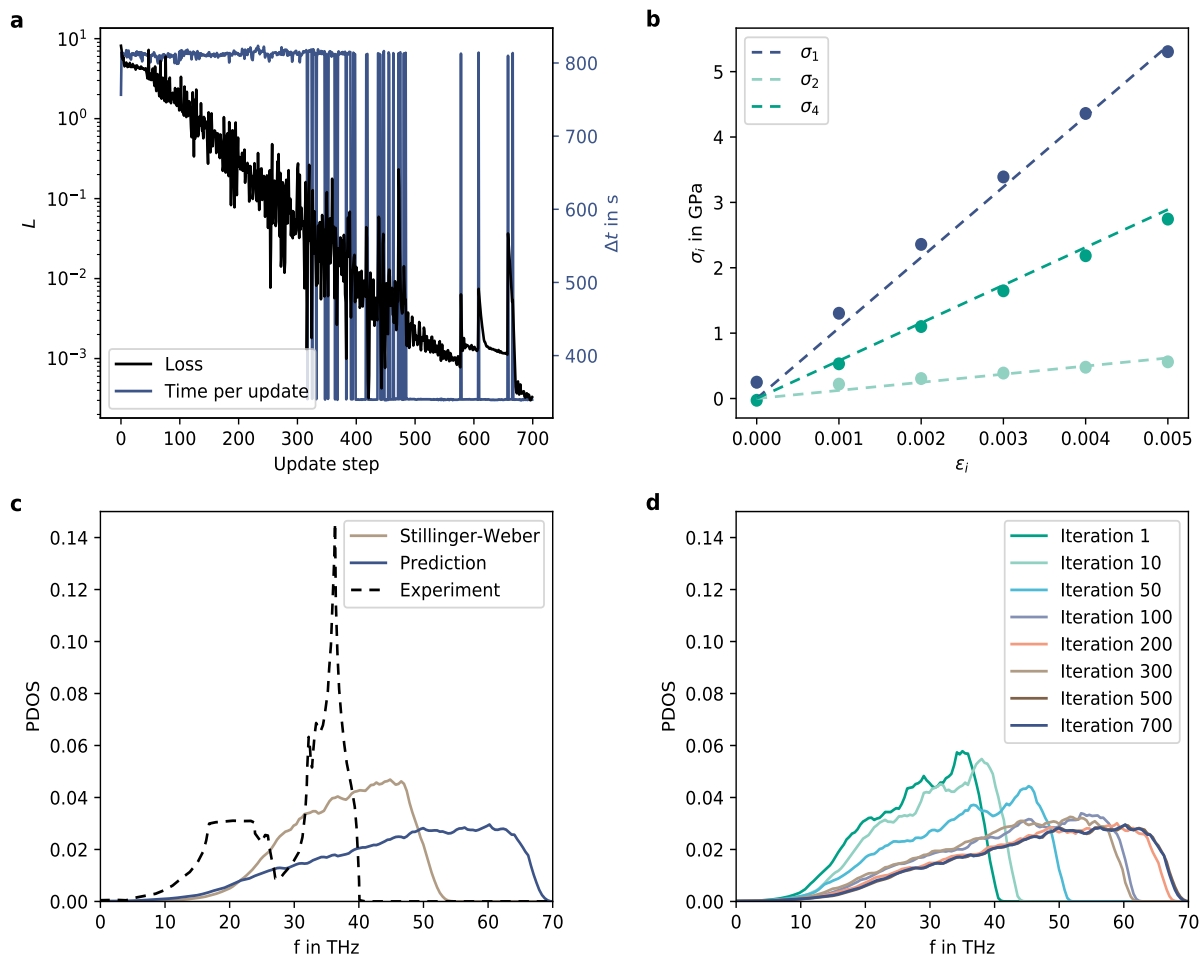 a
10¹
10⁰
10⁻¹
10⁻²
10⁻³
L
800
700
600
500
400
Δt in s
Loss
Time per update
0 100 200 300 400 500 600 700
Update step
b
5
4
3
2
1
0
σᵢ in GPa
σ₁
σ₂
σ₄
0.000 0.001 0.002 0.003 0.004 0.005
εᵢ
c
0.14
0.12
0.10
0.08
0.06
0.04
0.02
0.00
PDOS
Stillinger-Weber
Prediction
Experiment
0 10 20 30 40 50 60 70
f in THz
d
0.14
0.12
0.10
0.08
0.06
0.04
0.02
0.00
PDOS
Iteration 1
Iteration 10
Iteration 50
Iteration 100
Iteration 200
Iteration 300
Iteration 500
Iteration 700
0 10 20 30 40 50 60 70
f in THz